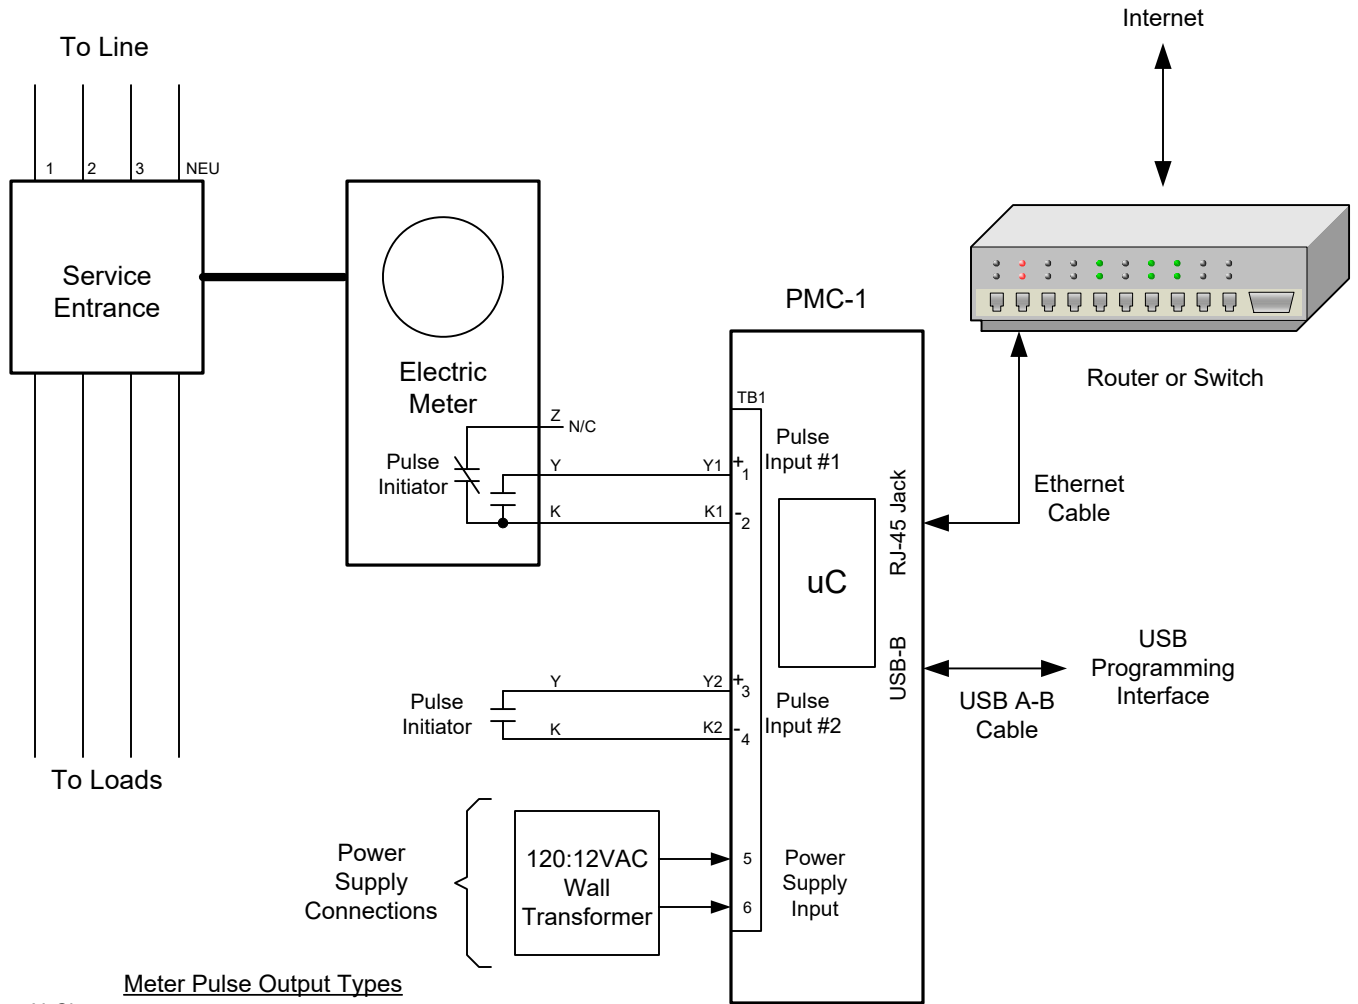 Internet
To Line
1
2
3
NEU
Service
Entrance
Electric
Meter
Z
N/C
Pulse
Initiator
Y
K
PMC-1
TB1
Pulse
Input #1
Y1
+
1
K1
-
2
uC
RJ-45 Jack
USB-B
Router or Switch
Ethernet
Cable
USB
Programming
Interface
USB A-B
Cable
Pulse
Initiator
Y
K
Y2
+
3
K2
-
4
Pulse
Input #2
To Loads
Power
Supply
Connections
120:12VAC
Wall
Transformer
5
6
Power
Supply
Input
Meter Pulse Output Types